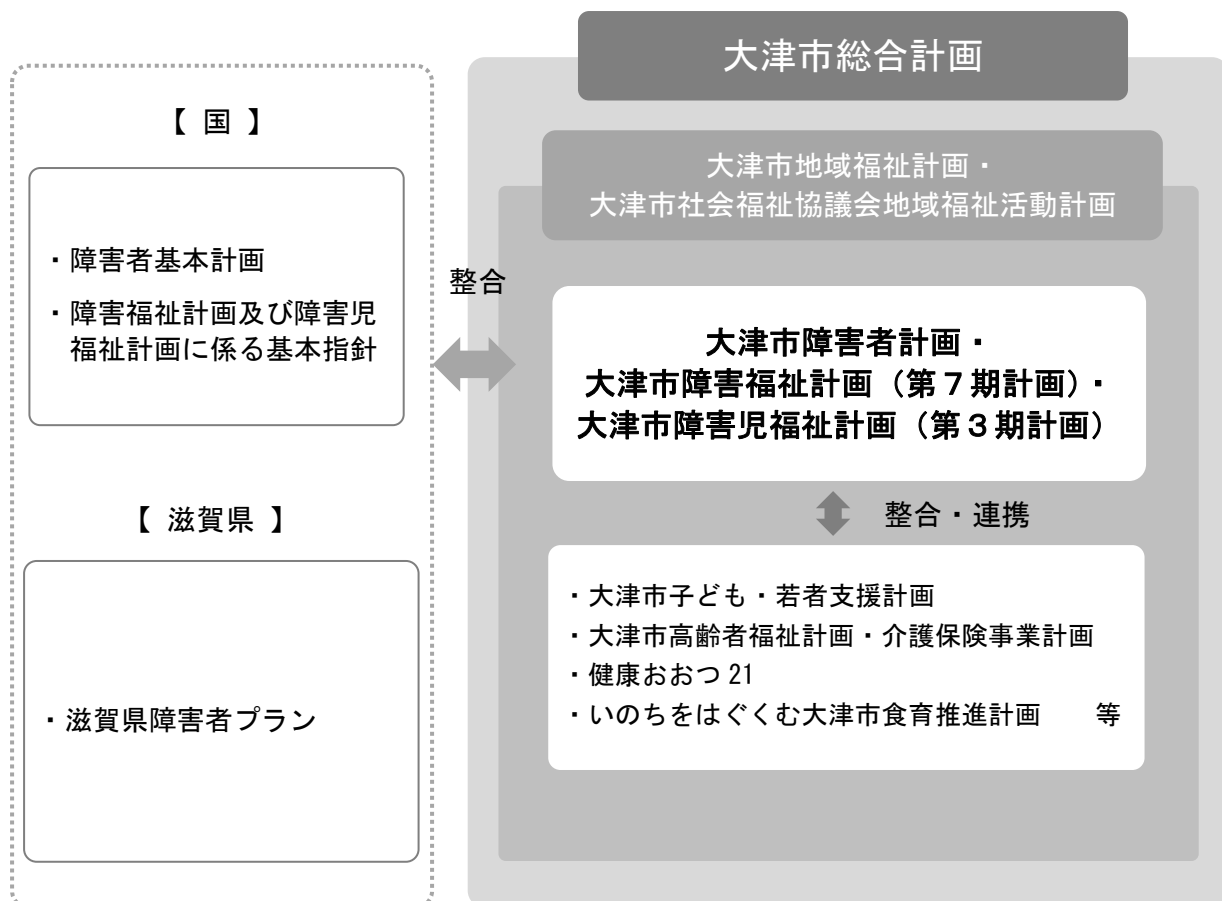 大津市総合計画
【 国 】
・障害者基本計画
・障害福祉計画及び障害児
福祉計画に係る基本指針
【 滋賀県 】
・滋賀県障害者プラン
整合
大津市地域福祉計画・
大津市社会福祉協議会地域福祉活動計画
大津市障害者計画・
大津市障害福祉計画（第７期計画）・
大津市障害児福祉計画（第３期計画）
整合・連携
・大津市子ども・若者支援計画
・大津市高齢者福祉計画・介護保険事業計画
・健康おおつ 21
・いのちをはぐくむ大津市食育推進計画　　等